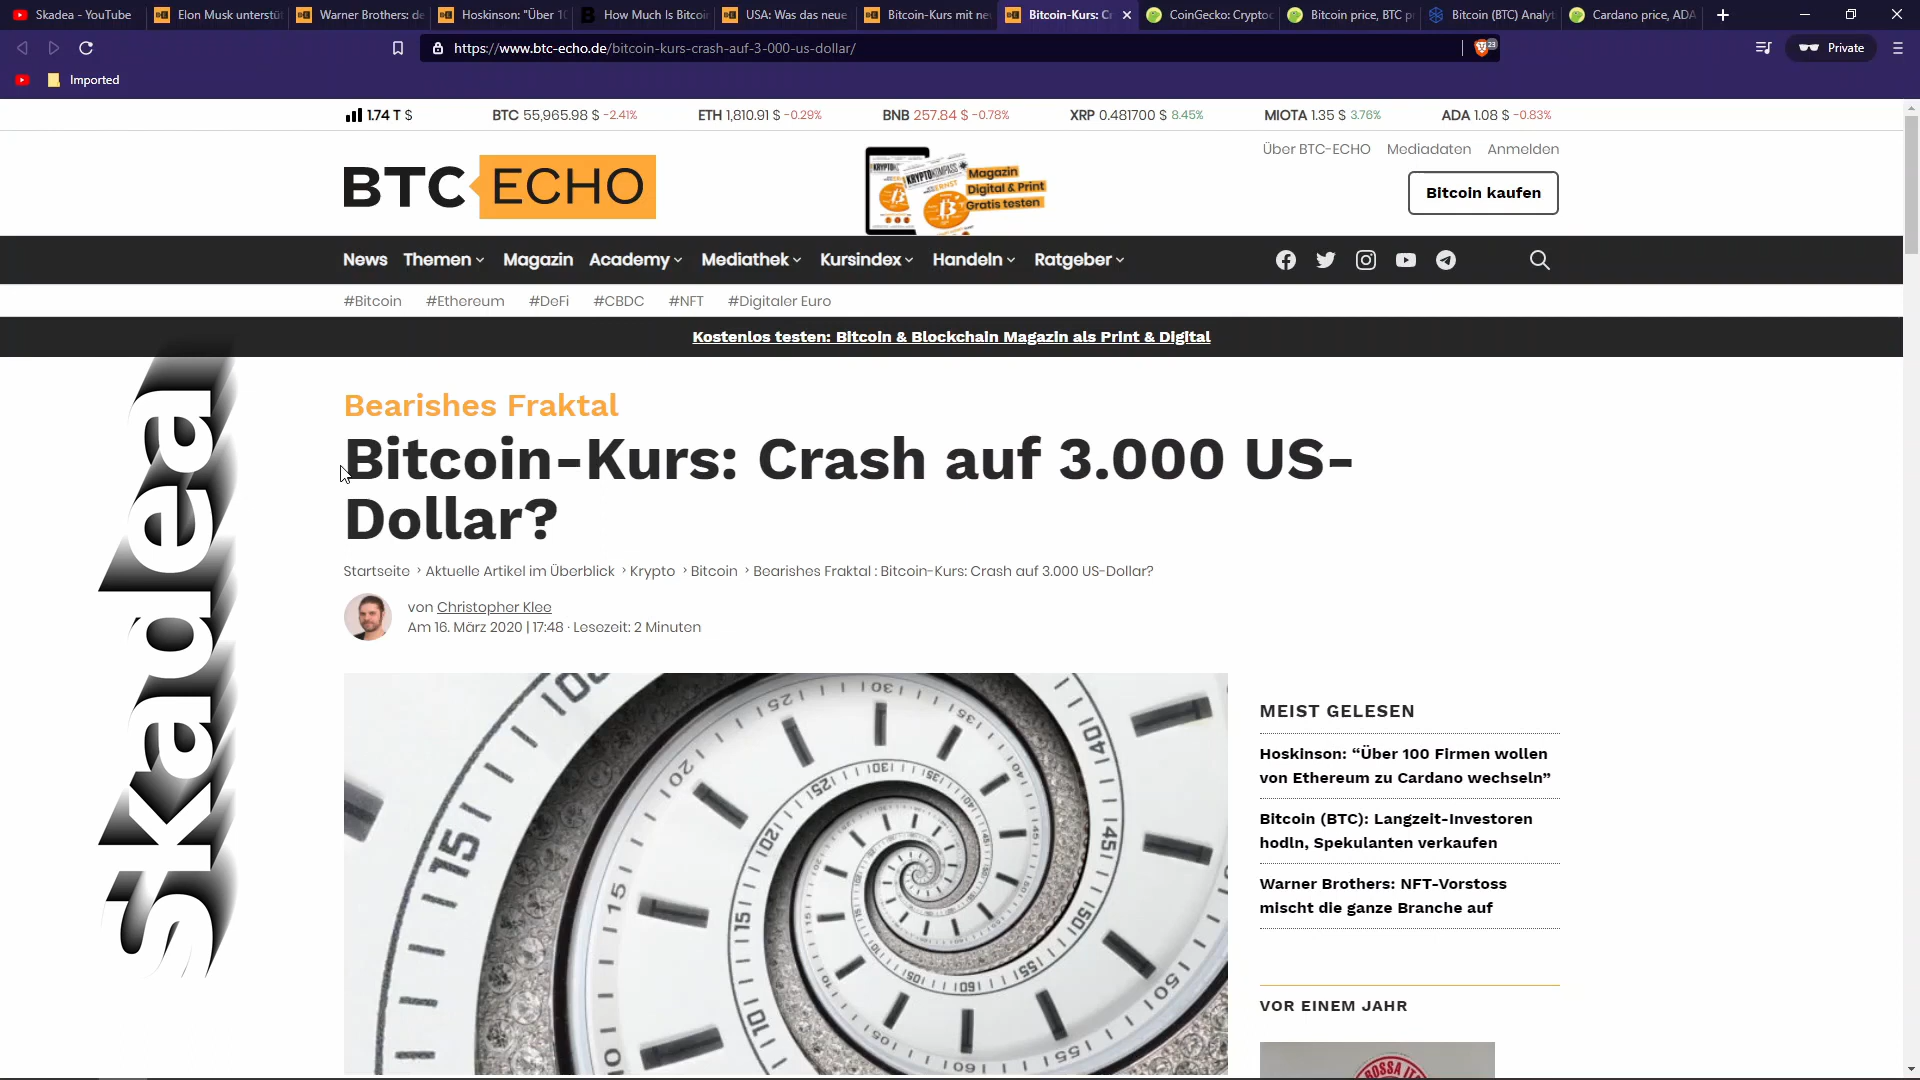 Skadea - YouTube
Elon Musk unterstü
Warner Brothers: de
Hoskinson: "Über 10
How Much Is Bitcoin
USA: Was das neue
Bitcoin-Kurs mit ne
Bitcoin-Kurs: Cr
CoinGecko: Cryptoc
Bitcoin price, BTC p
Bitcoin (BTC) Analyt
Cardano price, ADA
https://www.btc-echo.de/bitcoin-kurs-crash-auf-3-000-us-dollar/
23
Private
Imported
1.74 T $
BTC 55,965.98 $ -2.41%
ETH 1,810.91 $ -0.29%
BNB 257.84 $ -0.78%
XRP 0.481700 $ 8.45%
MIOTA 1.35 $ 3.76%
ADA 1.08 $ -0.83%
Über BTC-ECHO Mediadaten Anmelden
BTC ECHO
KRYPTOKOMPASS
Magazin
Digital & Print
Gratis testen
Bitcoin kaufen
News Themen Magazin Academy Mediathek Kursindex Handeln Ratgeber
#Bitcoin #Ethereum #DeFi #CBDC #NFT #Digitaler Euro
Kostenlos testen: Bitcoin & Blockchain Magazin als Print & Digital
skadea
Bearishes Fraktal
Bitcoin-Kurs: Crash auf 3.000 US-
Dollar?
Startseite › Aktuelle Artikel im Überblick › Krypto › Bitcoin › Bearishes Fraktal : Bitcoin-Kurs: Crash auf 3.000 US-Dollar?
von Christopher Klee
Am 16. März 2020 | 17:48 · Lesezeit: 2 Minuten
MEIST GELESEN
Hoskinson: “Über 100 Firmen wollen
von Ethereum zu Cardano wechseln”
Bitcoin (BTC): Langzeit-Investoren
hodln, Spekulanten verkaufen
Warner Brothers: NFT-Vorstoss
mischt die ganze Branche auf
VOR EINEM JAHR